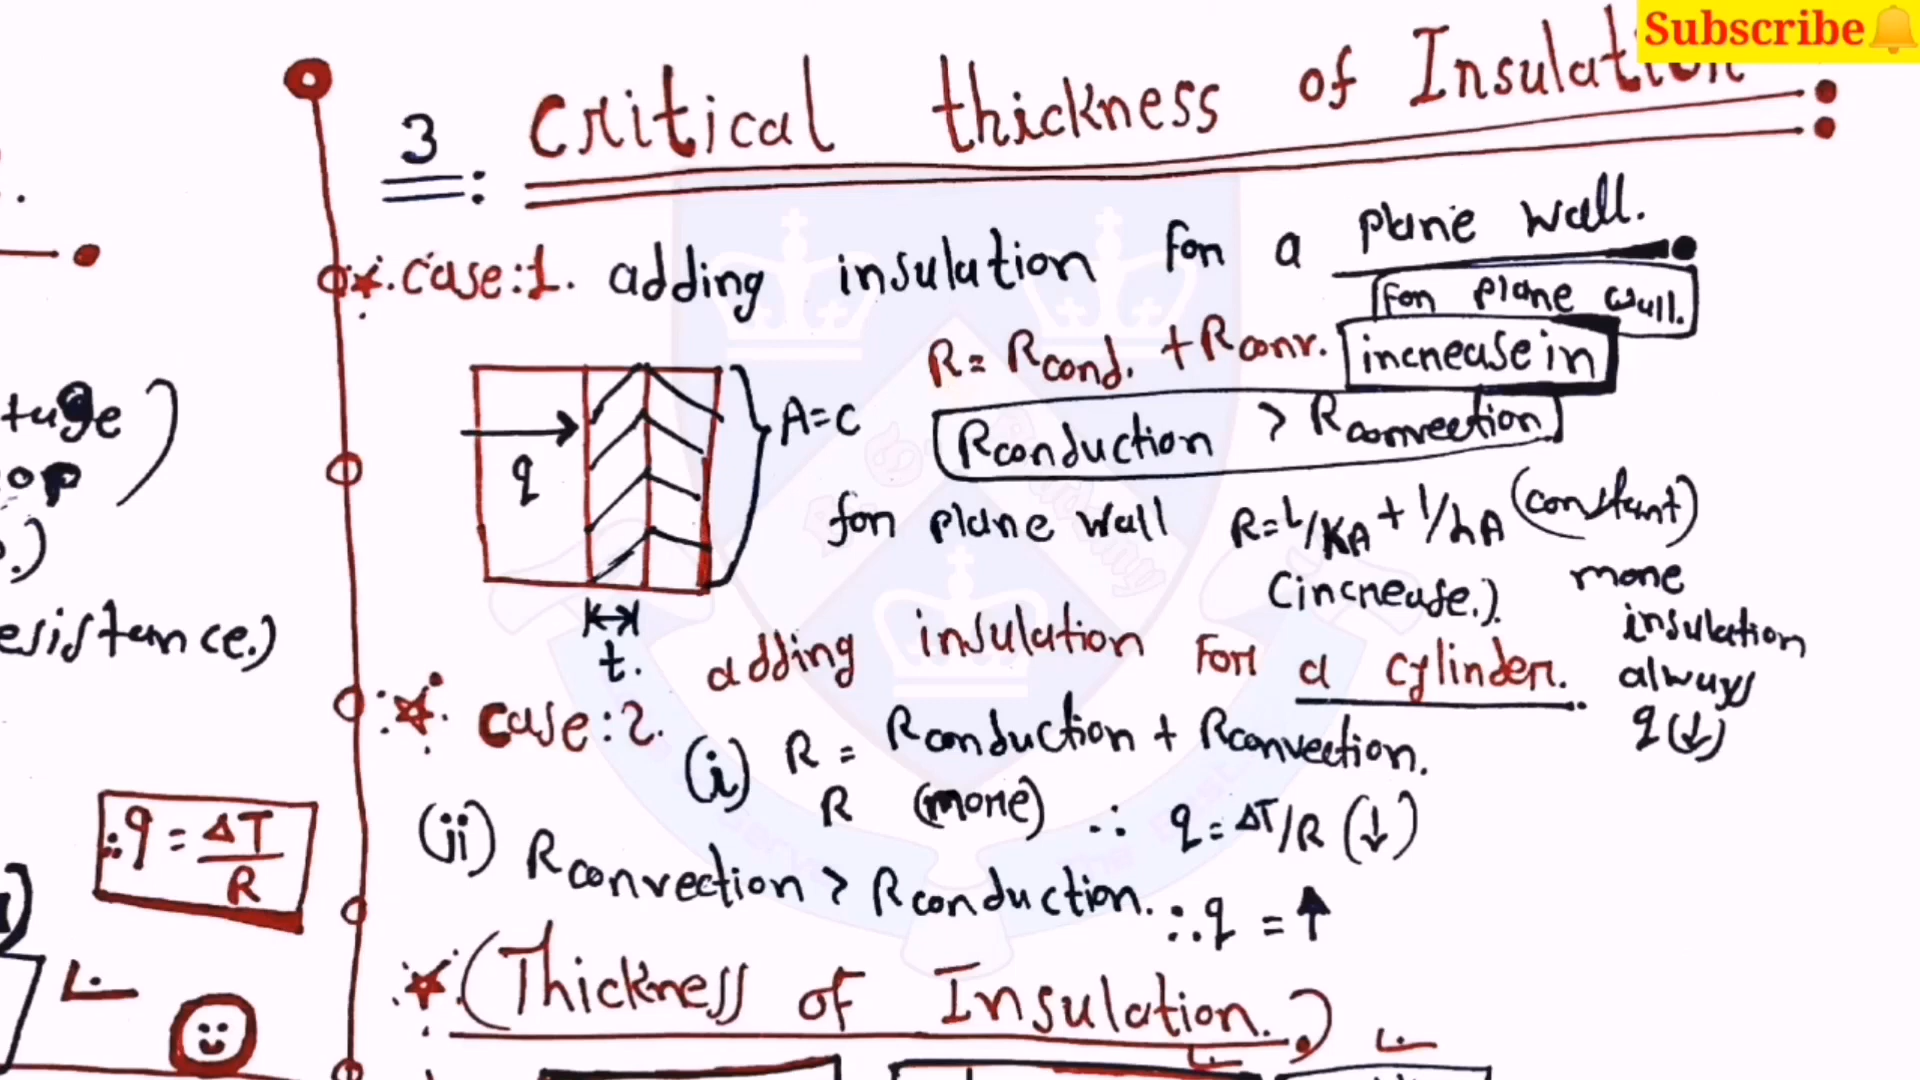 Subscribe
3 : Critical thickness of Insulation
case:1. adding insulation for a plane wall.
for plane wall.
R = Rcond. + Rconv. increase in
A=C
Rconduction > Rconvection
q
for plane wall R = L/KA + 1/hA (constant)
(increase.). more
insulation
always
q(↓)
t.
adding insulation for a cylinder.
case:2.
(i) R = Rconduction + Rconvection.
R (more) ∴ q = ΔT/R (↓)
(ii) Rconvection > Rconduction. ∴ q = ↑
(Thickness of Insulation.)
esistance.)
∴ q = ΔT
R